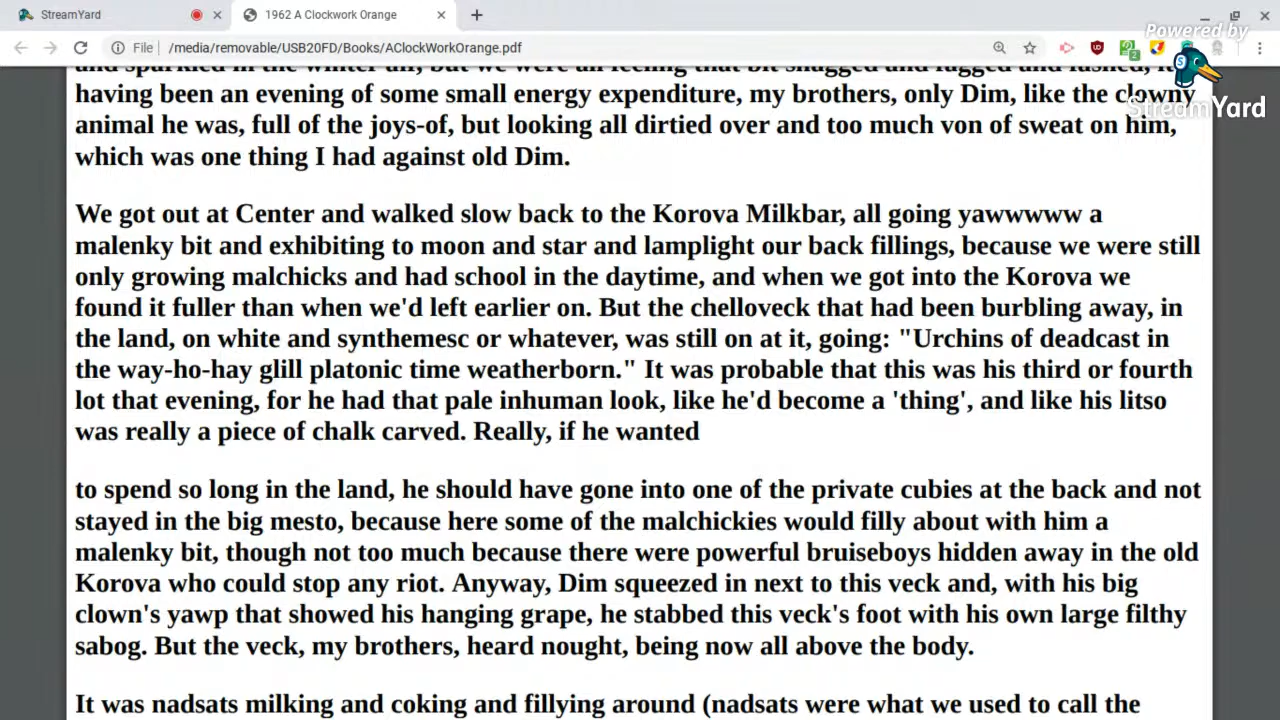 StreamYard
1962 A Clockwork Orange
File /media/removable/USB20FD/Books/AClockWorkOrange.pdf
Powered by
StreamYard
having been an evening of some small energy expenditure, my brothers, only Dim, like the clowny
animal he was, full of the joys-of, but looking all dirtied over and too much von of sweat on him,
which was one thing I had against old Dim.
We got out at Center and walked slow back to the Korova Milkbar, all going yawwwww a
malenky bit and exhibiting to moon and star and lamplight our back fillings, because we were still
only growing malchicks and had school in the daytime, and when we got into the Korova we
found it fuller than when we'd left earlier on. But the chelloveck that had been burbling away, in
the land, on white and synthemesc or whatever, was still on at it, going: "Urchins of deadcast in
the way-ho-hay glill platonic time weatherborn." It was probable that this was his third or fourth
lot that evening, for he had that pale inhuman look, like he'd become a 'thing', and like his litso
was really a piece of chalk carved. Really, if he wanted
to spend so long in the land, he should have gone into one of the private cubies at the back and not
stayed in the big mesto, because here some of the malchickies would filly about with him a
malenky bit, though not too much because there were powerful bruiseboys hidden away in the old
Korova who could stop any riot. Anyway, Dim squeezed in next to this veck and, with his big
clown's yawp that showed his hanging grape, he stabbed this veck's foot with his own large filthy
sabog. But the veck, my brothers, heard nought, being now all above the body.
It was nadsats milking and coking and fillying around (nadsats were what we used to call the